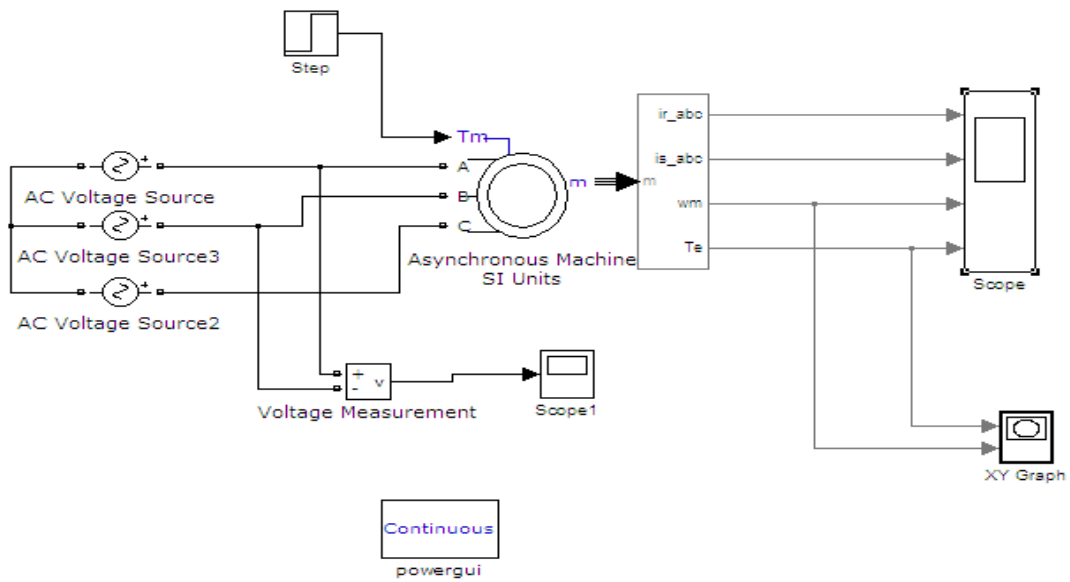 Step
Tm
ir_abc
A
is_abc
m
m
AC Voltage Source
B
wm
AC Voltage Source3
C
Te
Asynchronous Machine
SI Units
Scope
AC Voltage Source2
+
-
v
Voltage Measurement
Scope1
XY Graph
Continuous
powergui